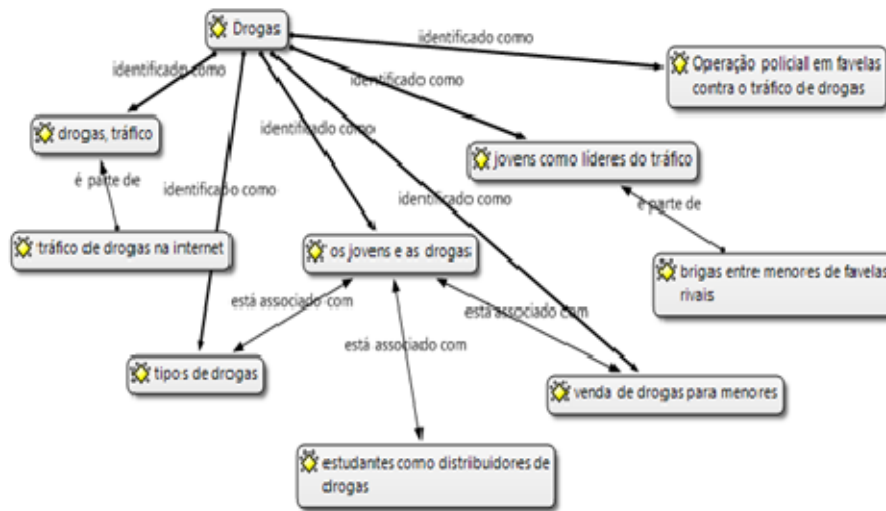 Drogas
identificado como
Operação policial em favelas
contra o tráfico de drogas
identificado como
identificado como
drogas, tráfico
identificado como
jovens como líderes do tráfico
é parte de
identificado como
identificado como
é parte de
tráfico de drogas na internet
os jovens e as drogas
brigas entre menores de favelas
rivais
está associado com
está associado com
está associado com
tipos de drogas
venda de drogas para menores
estudantes como distribuidores de
drogas